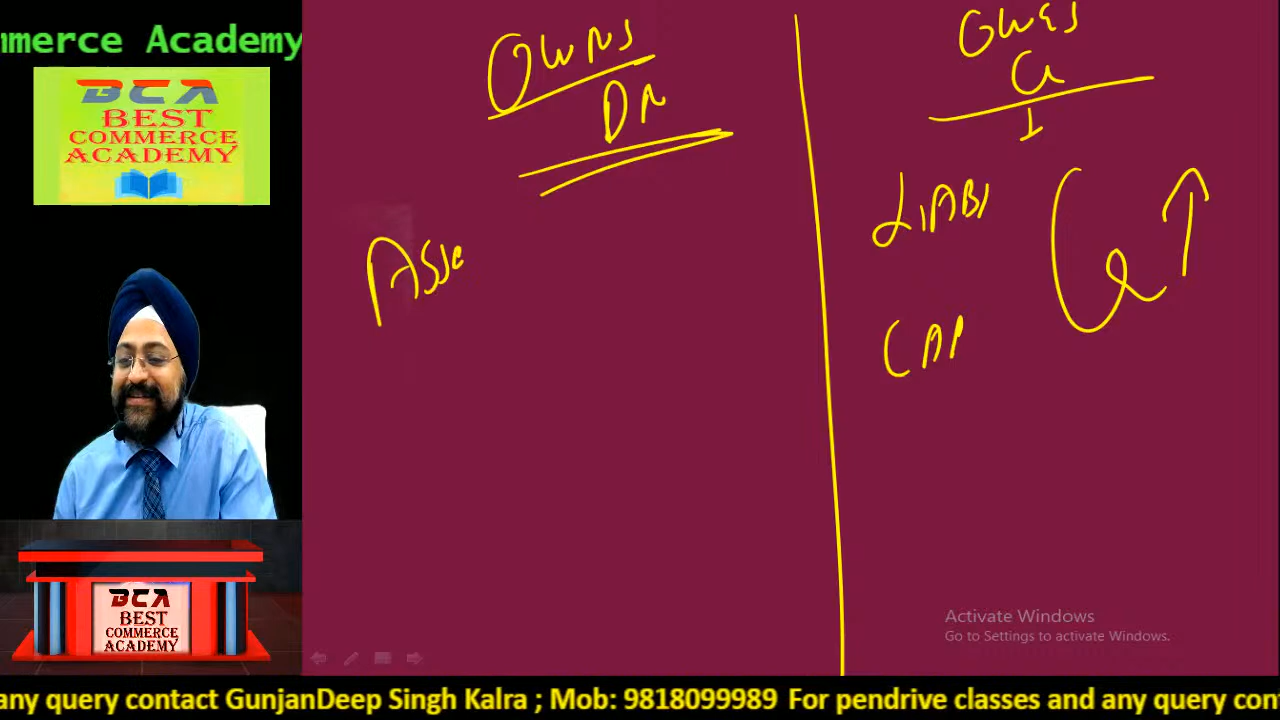 mmerce Academy
BCA
BEST
COMMERCE
ACADEMY
OWNS
DR
OWES
Cr
I
LIABI
Cr ↑
ASSe
CAP
BCA
BEST
COMMERCE
ACADEMY
Activate Windows
Go to Settings to activate Windows.
any query contact GunjanDeep Singh Kalra ; Mob: 9818099989 For pendrive classes and any query con